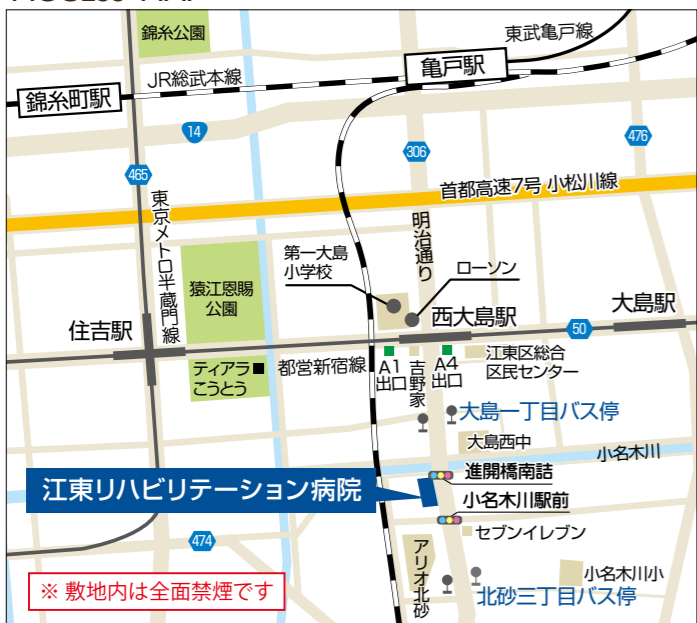 錦糸公園
東武亀戸線
亀戸駅
JR総武本線
錦糸町駅
14
306
476
465
首都高速7号 小松川線
東京メトロ半蔵門線
明治通り
第一大島
小学校
ローソン
猿江恩賜
公園
住吉駅
西大島駅
50
大島駅
ティアラ
こうとう
都営新宿線
A1
出口
吉野家
A4
出口
江東区総合
区民センター
大島一丁目バス停
大島西中
小名木川
進開橋南詰
江東リハビリテーション病院
小名木川駅前
セブンイレブン
474
アリオ北砂
小名木川小
北砂三丁目バス停
※ 敷地内は全面禁煙です